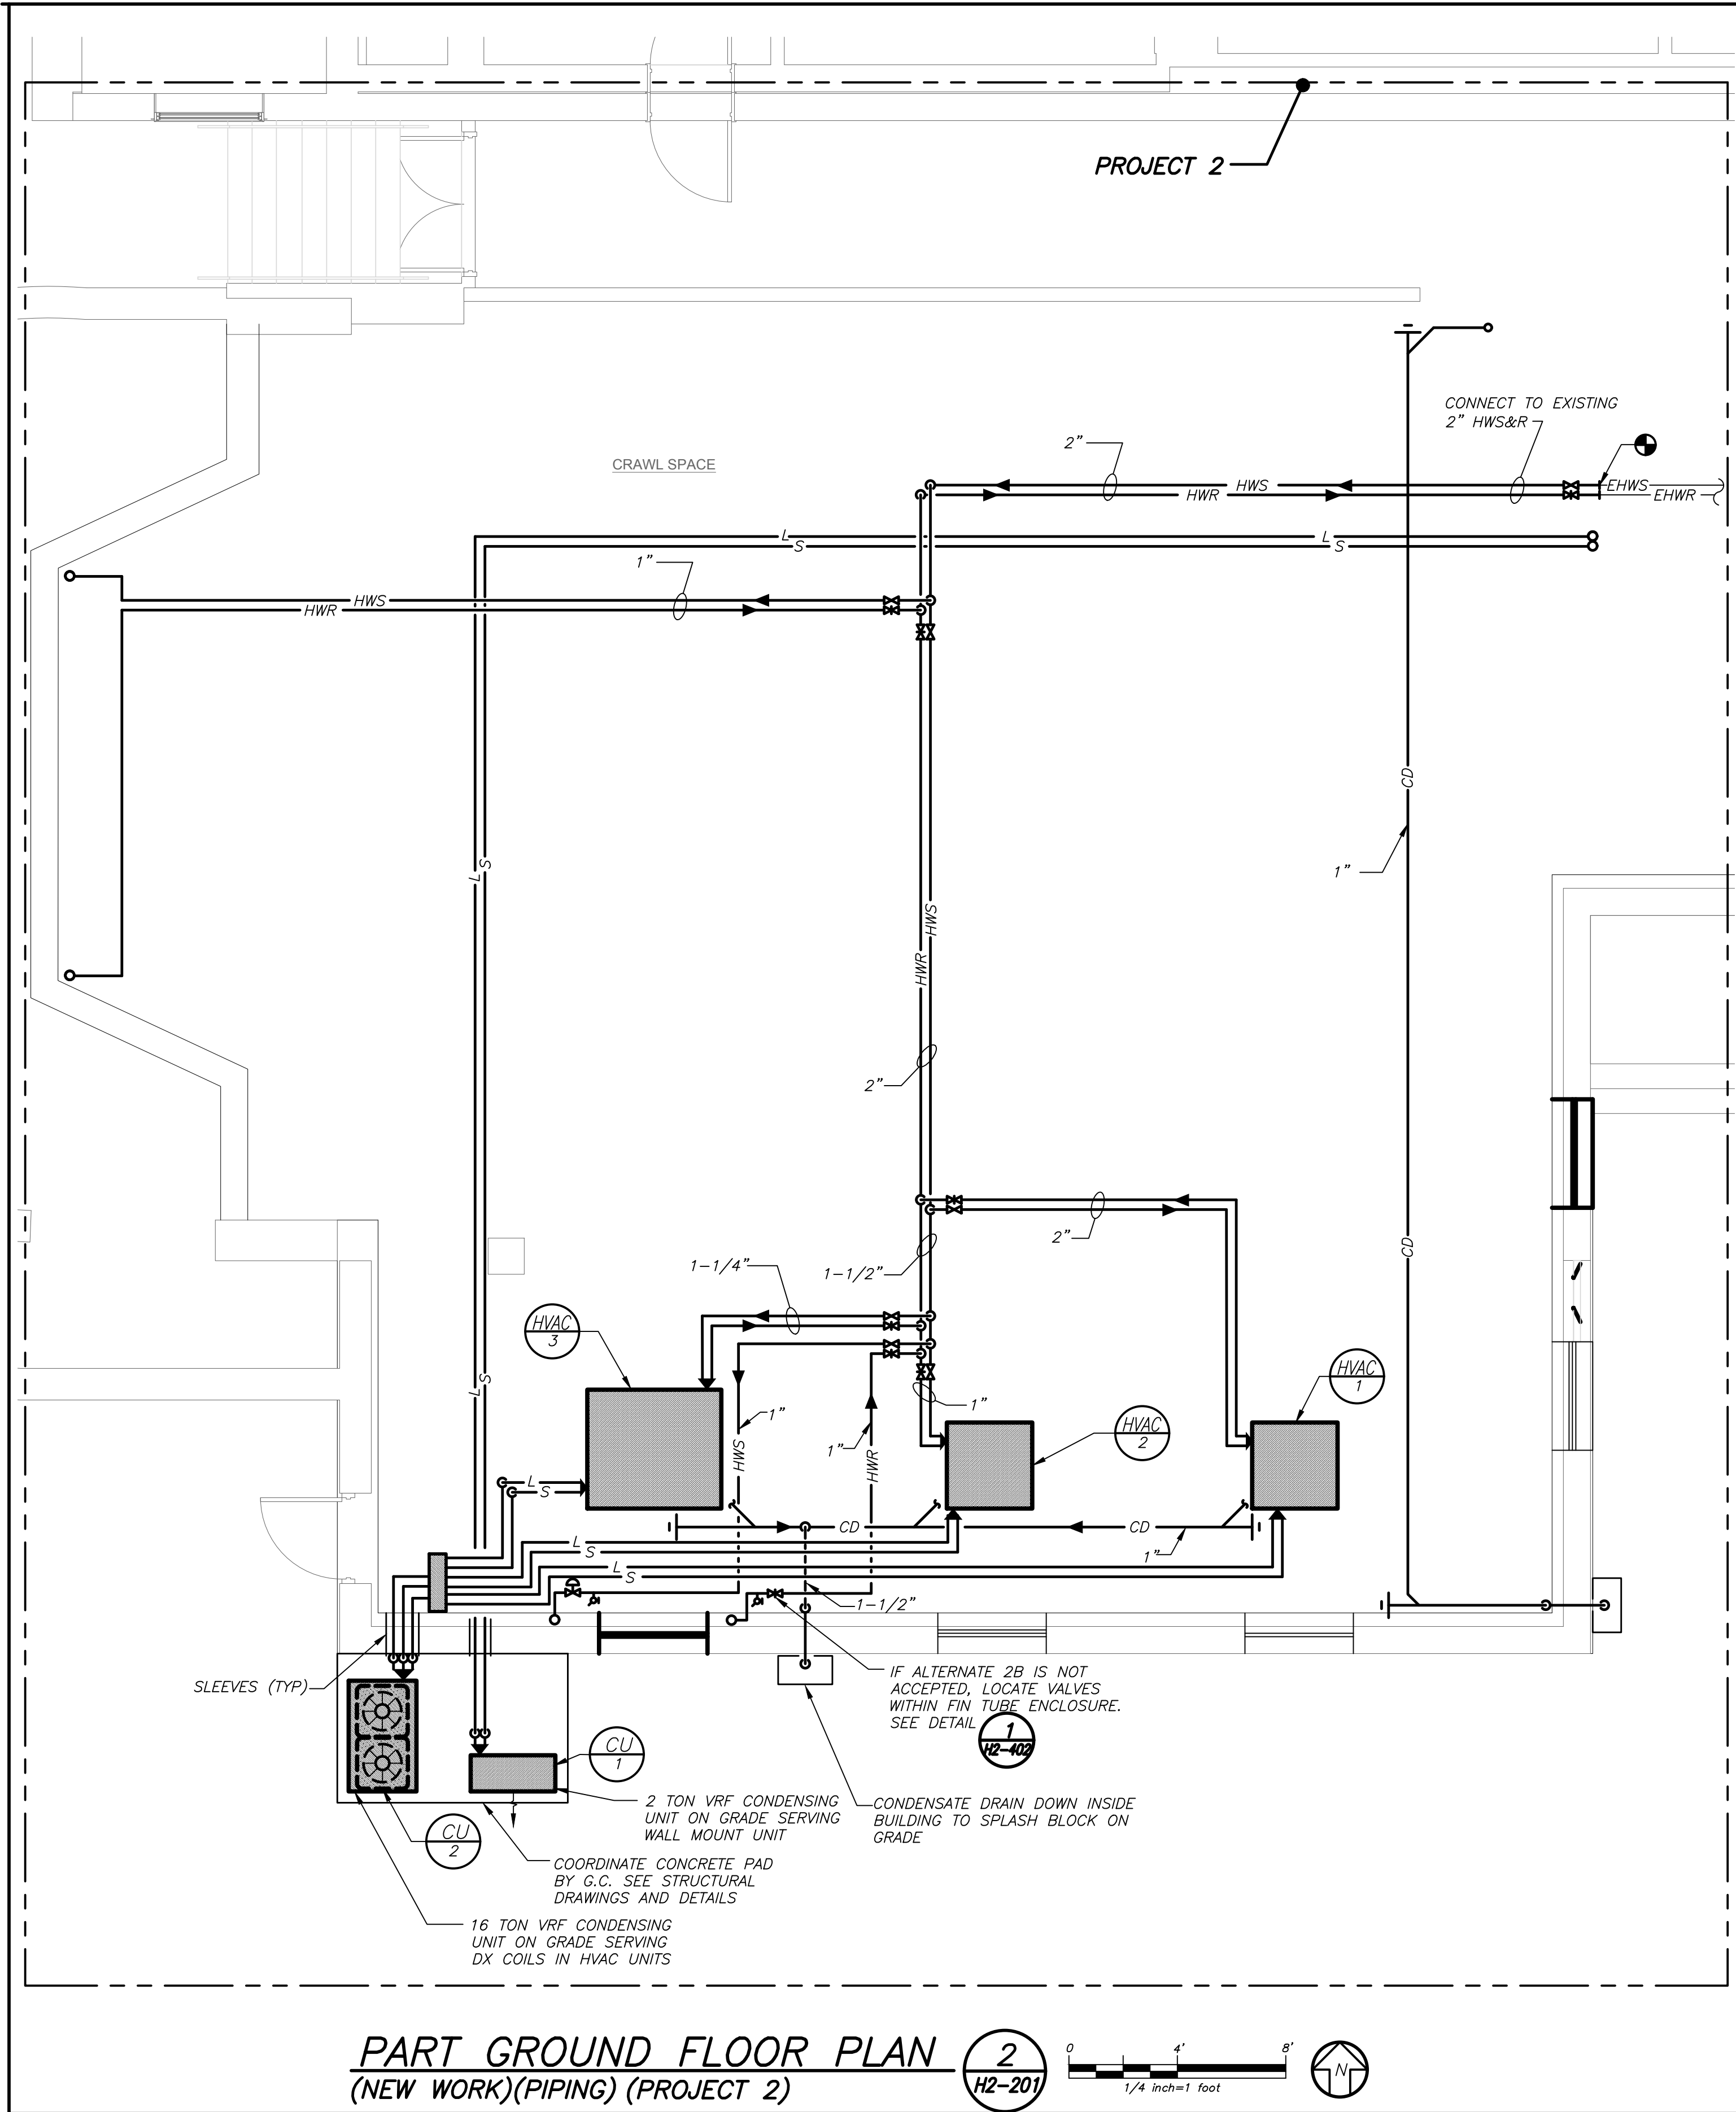 PROJECT 2
CONNECT TO EXISTING
2" HWS&R
2"
CRAWL SPACE
HWS
HWR
EHWS
EHWR
L
S
L
S
1"
HWS
HWR
CD
1"
L
S
HWS
HWR
2"
2"
CD
1-1/4"
1-1/2"
HVAC
3
HVAC
1
L
S
1"
1"
HVAC
2
1"
HWS
HWR
L
S
CD
CD
L
S
1"
L
S
1-1/2"
SLEEVES (TYP)
IF ALTERNATE 2B IS NOT
ACCEPTED, LOCATE VALVES
WITHIN FIN TUBE ENCLOSURE.
SEE DETAIL
1
H2-402
CU
1
2 TON VRF CONDENSING
UNIT ON GRADE SERVING
WALL MOUNT UNIT
CONDENSATE DRAIN DOWN INSIDE
BUILDING TO SPLASH BLOCK ON
GRADE
CU
2
COORDINATE CONCRETE PAD
BY G.C. SEE STRUCTURAL
DRAWINGS AND DETAILS
16 TON VRF CONDENSING
UNIT ON GRADE SERVING
DX COILS IN HVAC UNITS
PART GROUND FLOOR PLAN
(NEW WORK)(PIPING) (PROJECT 2)
2
H2-201
0 4' 8'
1/4 inch=1 foot
N